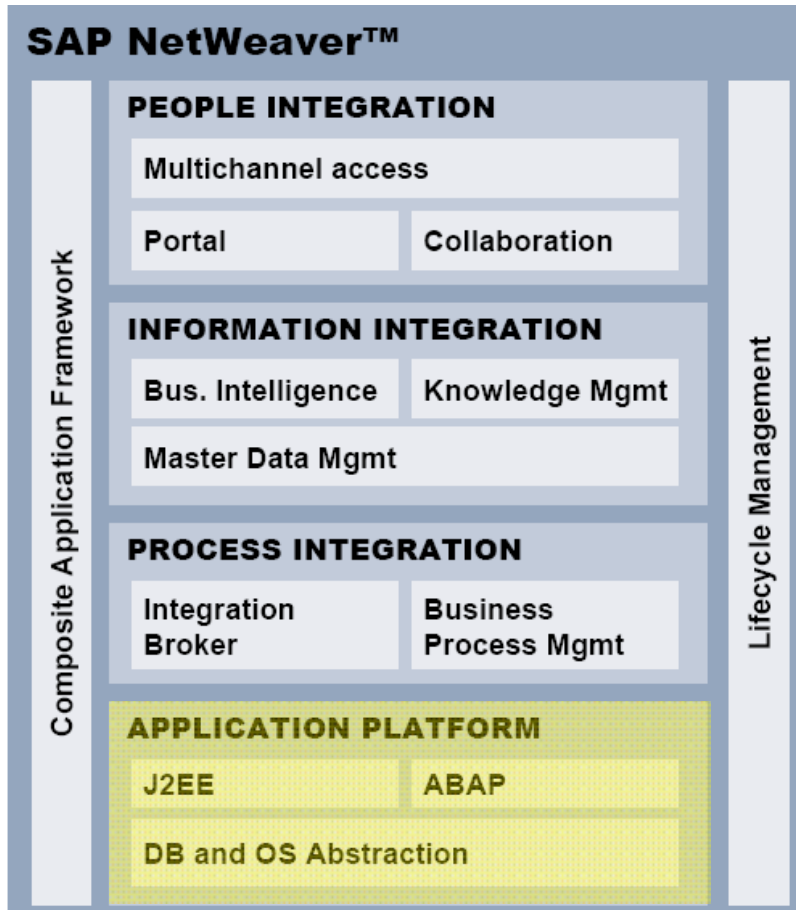 SAP NetWeaver™
Composite Application Framework
PEOPLE INTEGRATION
Multichannel access
Portal
Collaboration
INFORMATION INTEGRATION
Bus. Intelligence
Knowledge Mgmt
Master Data Mgmt
PROCESS INTEGRATION
Integration
Broker
Business
Process Mgmt
APPLICATION PLATFORM
J2EE
ABAP
DB and OS Abstraction
Lifecycle Management